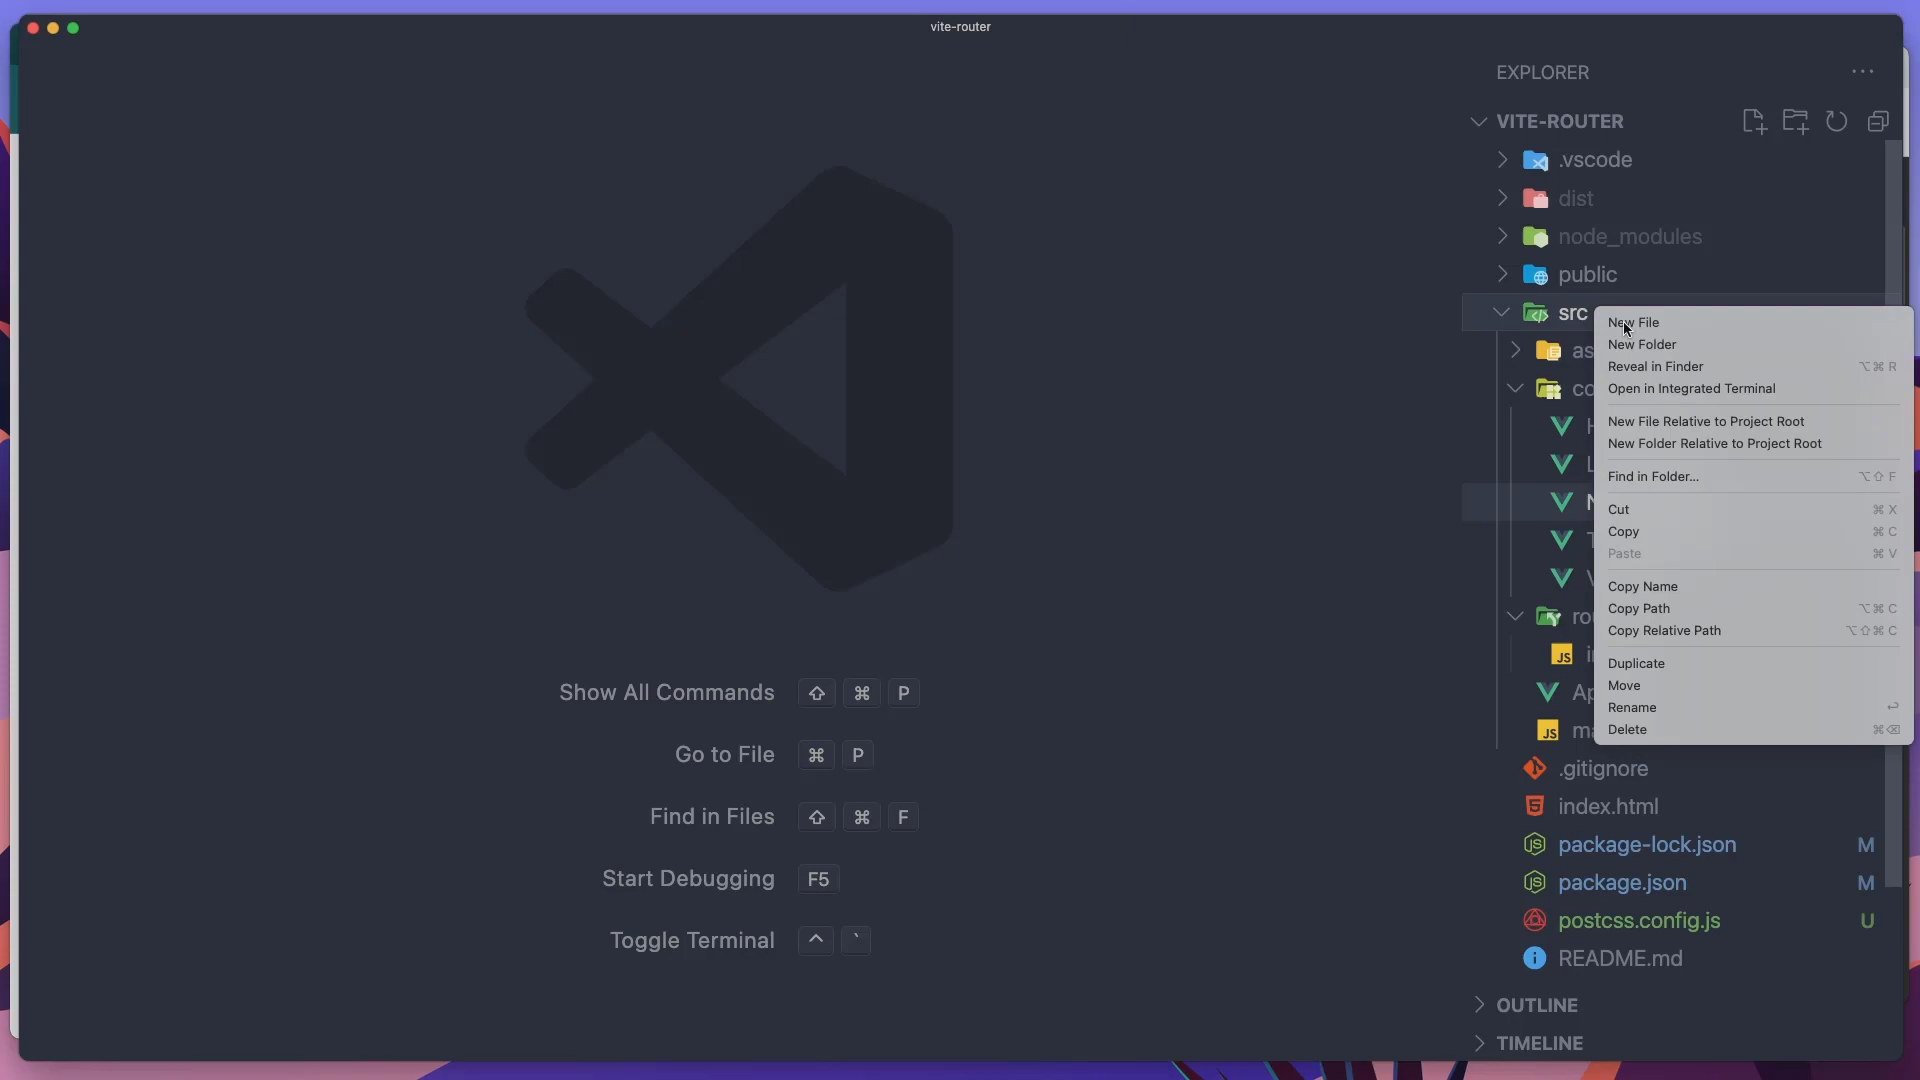 vite-router
EXPLORER
VITE-ROUTER
.vscode
dist
node_modules
public
src
New File
New Folder
Reveal in Finder ⌥⌘ R
Open in Integrated Terminal
New File Relative to Project Root
New Folder Relative to Project Root
Find in Folder... ⌥⇧ F
Cut ⌘ X
Copy ⌘ C
Paste ⌘ V
Copy Name
Copy Path ⌥⌘ C
Copy Relative Path ⌥⇧⌘ C
Duplicate
Move
Rename ↩
Delete ⌘⌫
.gitignore
index.html
package-lock.json M
package.json M
postcss.config.js U
README.md
OUTLINE
TIMELINE
Show All Commands ⇧ ⌘ P
Go to File ⌘ P
Find in Files ⇧ ⌘ F
Start Debugging F5
Toggle Terminal ^ `